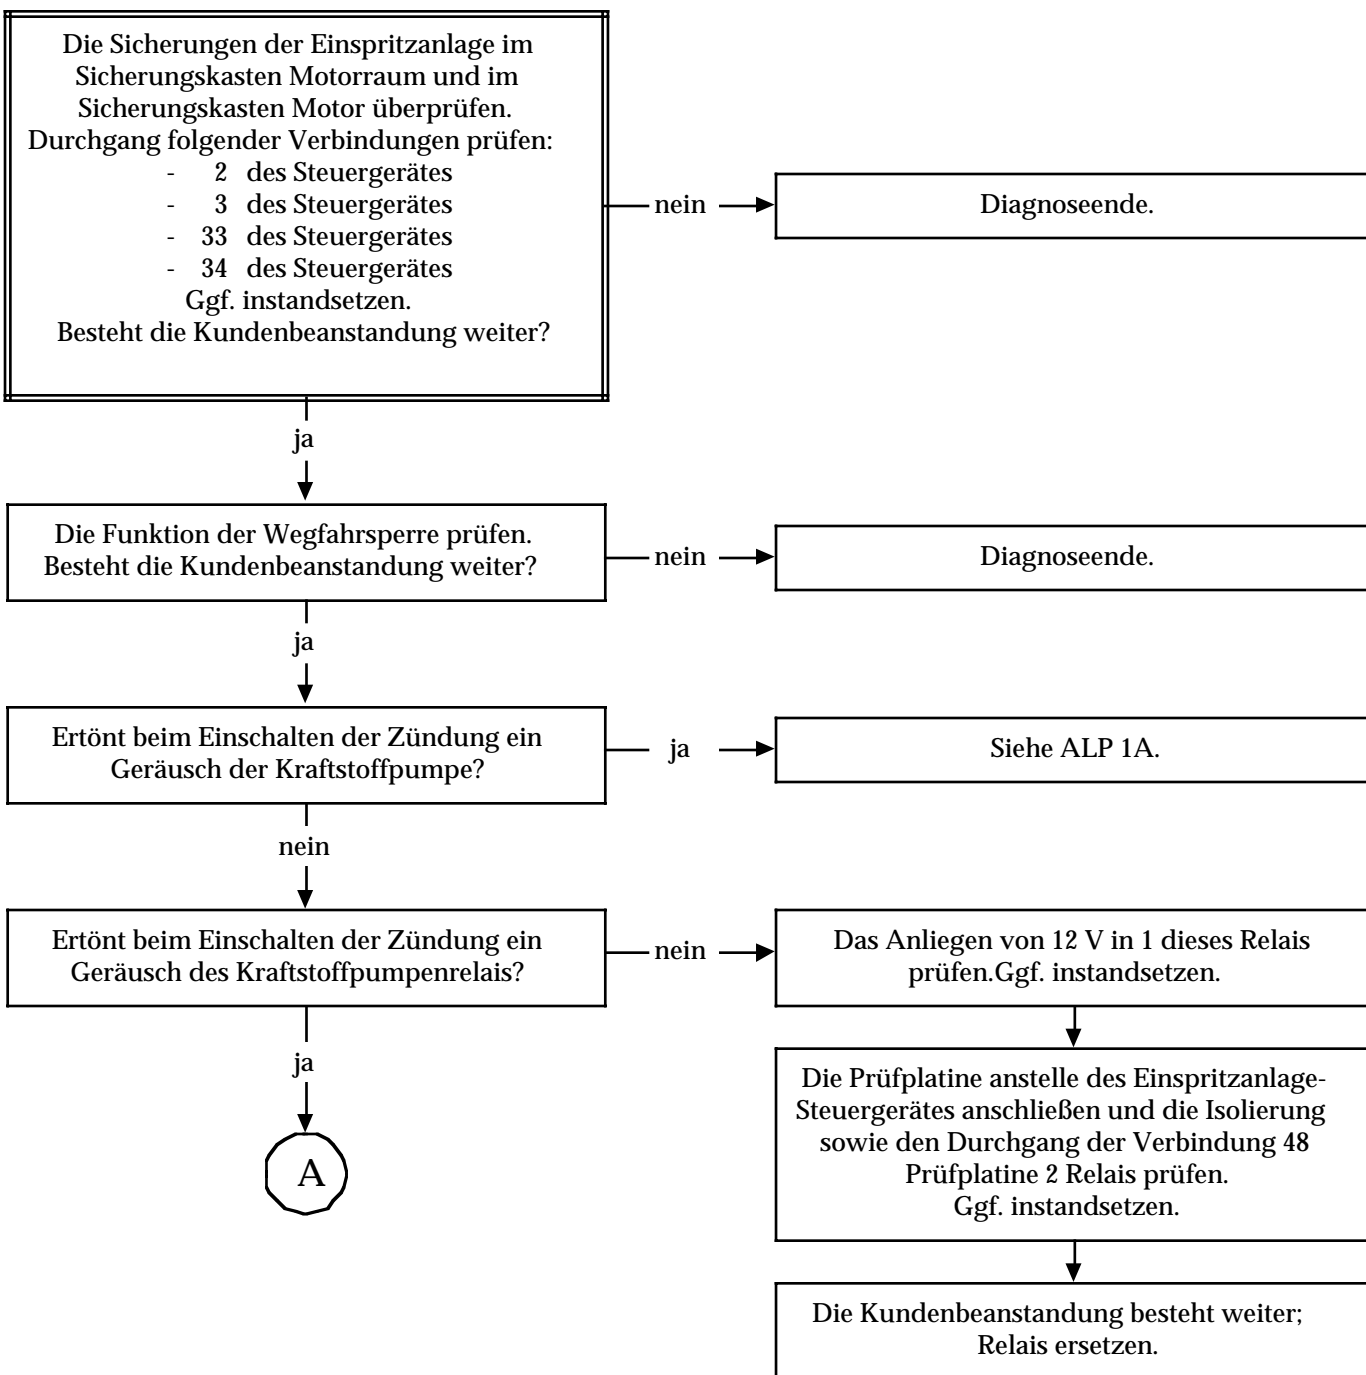 Die Sicherungen der Einspritzanlage im
Sicherungskasten Motorraum und im
Sicherungskasten Motor überprüfen.
Durchgang folgender Verbindungen prüfen:
- 2 des Steuergerätes
- 3 des Steuergerätes
- 33 des Steuergerätes
- 34 des Steuergerätes
Ggf. instandsetzen.
Besteht die Kundenbeanstandung weiter?
nein
Diagnoseende.
ja
Die Funktion der Wegfahrsperre prüfen.
Besteht die Kundenbeanstandung weiter?
nein
Diagnoseende.
ja
Ertönt beim Einschalten der Zündung ein
Geräusch der Kraftstoffpumpe?
ja
Siehe ALP 1A.
nein
Ertönt beim Einschalten der Zündung ein
Geräusch des Kraftstoffpumpenrelais?
nein
Das Anliegen von 12 V in 1 dieses Relais
prüfen.Ggf. instandsetzen.
ja
A
Die Prüfplatine anstelle des Einspritzanlage-
Steuergerätes anschließen und die Isolierung
sowie den Durchgang der Verbindung 48
Prüfplatine 2 Relais prüfen.
Ggf. instandsetzen.
Die Kundenbeanstandung besteht weiter;
Relais ersetzen.